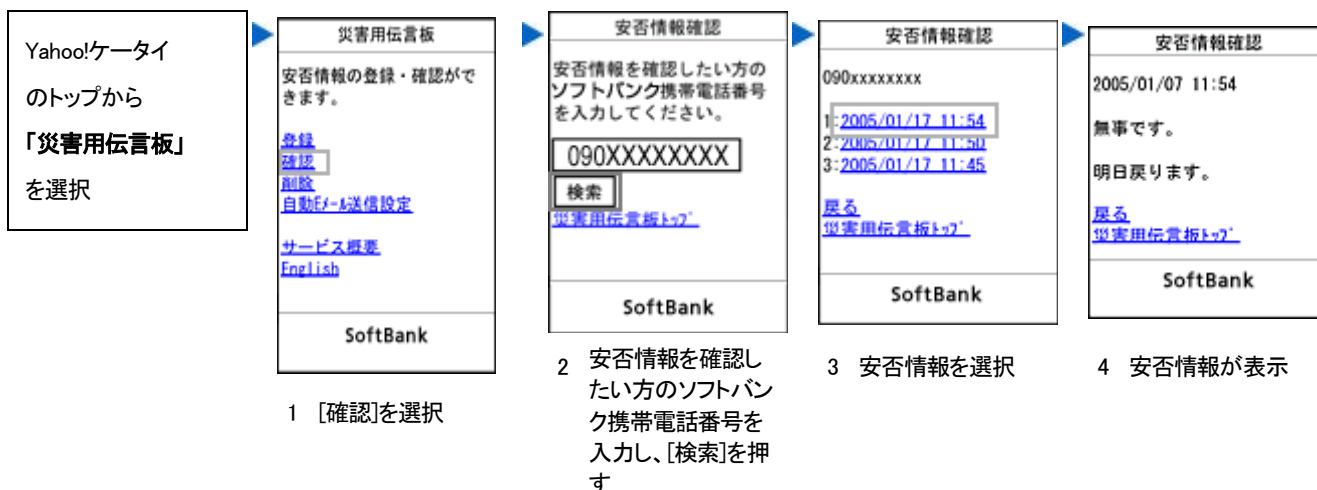 Yahoo!ケータイ
のトップから
「災害用伝言板」
を選択
災害用伝言板
安否情報の登録・確認がで
きます。
登録
確認
削除
自動Eﾒｰﾙ送信設定
サービス概要
English
SoftBank
1 [確認]を選択
安否情報確認
安否情報を確認したい方の
ソフトバンク携帯電話番号
を入力してください。
090XXXXXXXX
検索
災害用伝言板ﾄｯﾌﾟ
SoftBank
2 安否情報を確認し
たい方のソフトバン
ク携帯電話番号を
入力し、[検索]を押
す
安否情報確認
090xxxxxxxx
1:2005/01/17 11:54
2:2005/01/17 11:50
3:2005/01/17 11:45
戻る
災害用伝言板ﾄｯﾌﾟ
SoftBank
3 安否情報を選択
安否情報確認
2005/01/07 11:54
無事です。
明日戻ります。
戻る
災害用伝言板ﾄｯﾌﾟ
SoftBank
4 安否情報が表示